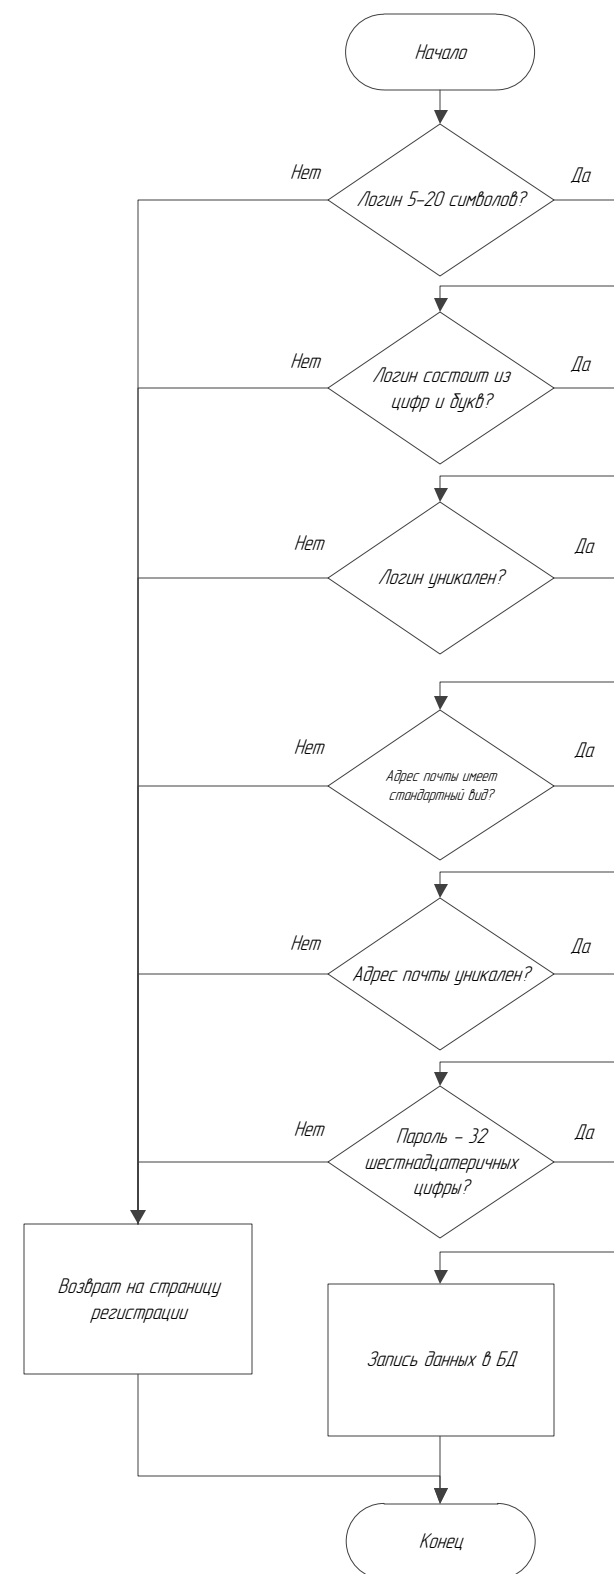 Начало
Нет
Да
Логин 5-20 символов?
Нет
Да
Логин состоит из
цифр и букв?
Нет
Да
Логин уникален?
Нет
Да
Адрес почты имеет
стандартный вид?
Нет
Да
Адрес почты уникален?
Нет
Да
Пароль - 32
шестнадцатеричных
цифры?
Возврат на страницу
регистрации
Запись данных в БД
Конец